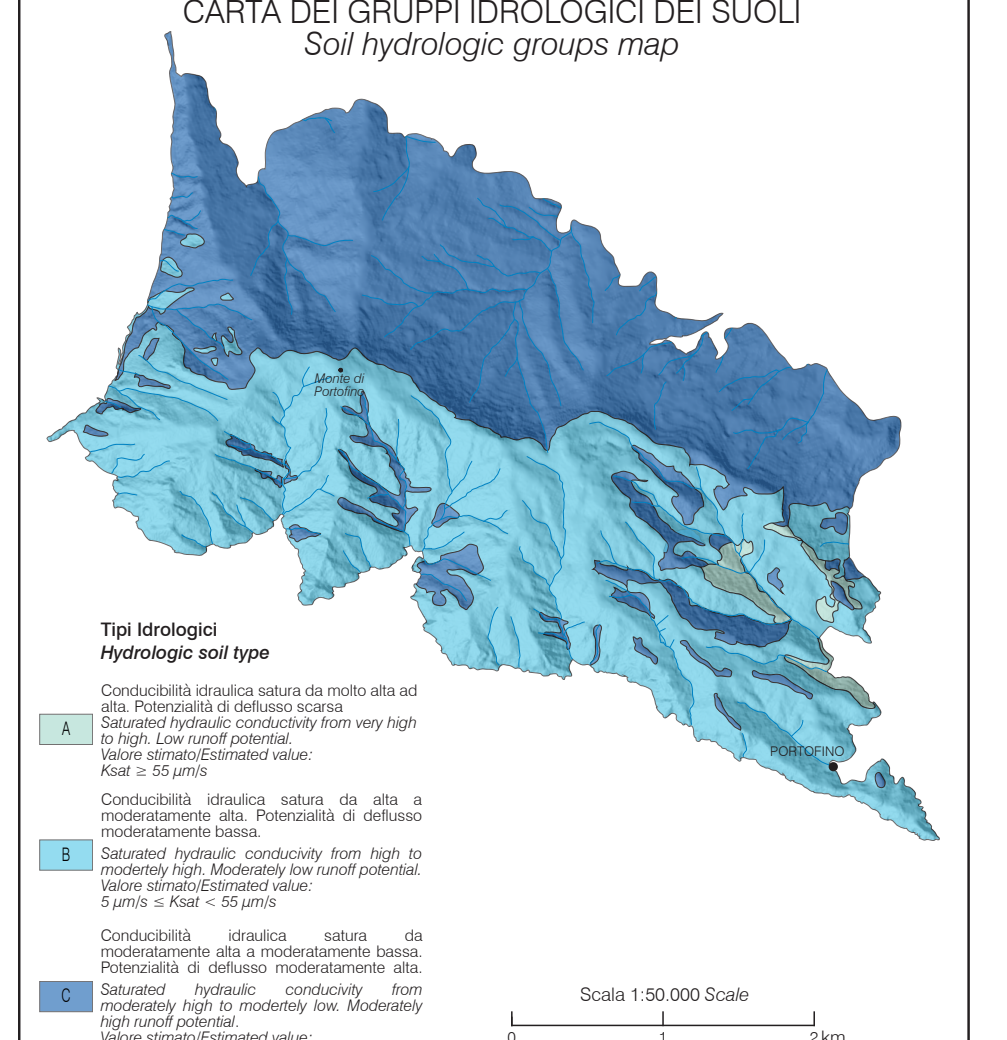 CARTA DEI GRUPPI IDROLOGICI DEI SUOLI
Soil hydrologic groups map
Monte di
Portofino
PORTOFINO
Tipi Idrologici
Hydrologic soil type
Conducibilità idraulica satura da molto alta ad
alta. Potenzialità di deflusso scarsa
A
Saturated hydraulic conductivity from very high
to high. Low runoff potential.
Valore stimato/Estimated value:
Ksat ≥ 55 µm/s
Conducibilità idraulica satura da alta a
moderatamente alta. Potenzialità di deflusso
moderatamente bassa.
B
Saturated hydraulic conducivity from high to
modertely high. Moderately low runoff potential.
Valore stimato/Estimated value:
5 µm/s ≤ Ksat < 55 µm/s
Conducibilità idraulica satura da
moderatamente alta a moderatamente bassa.
Potenzialità di deflusso moderatamente alta.
C
Saturated hydraulic conducivity from
moderately high to modertely low. Moderately
high runoff potential.
Valore stimato/Estimated value:
Scala 1:50.000 Scale
0 1 2 km